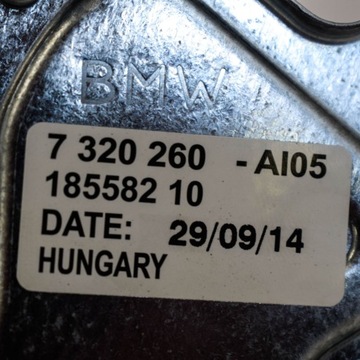 BMW
7 320 260 - AI05
185582 10
DATE: 29/09/14
HUNGARY